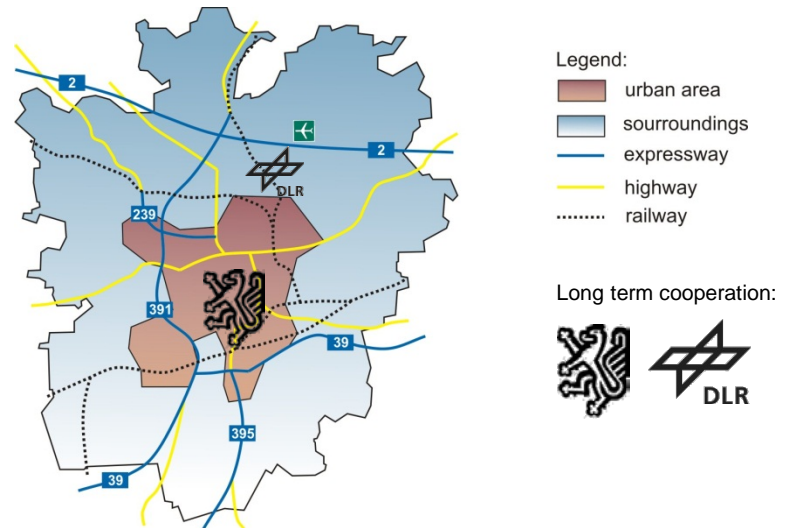 2
2
DLR
239
391
39
395
39
Legend:
urban area
sourroundings
expressway
highway
railway
Long term cooperation:
DLR